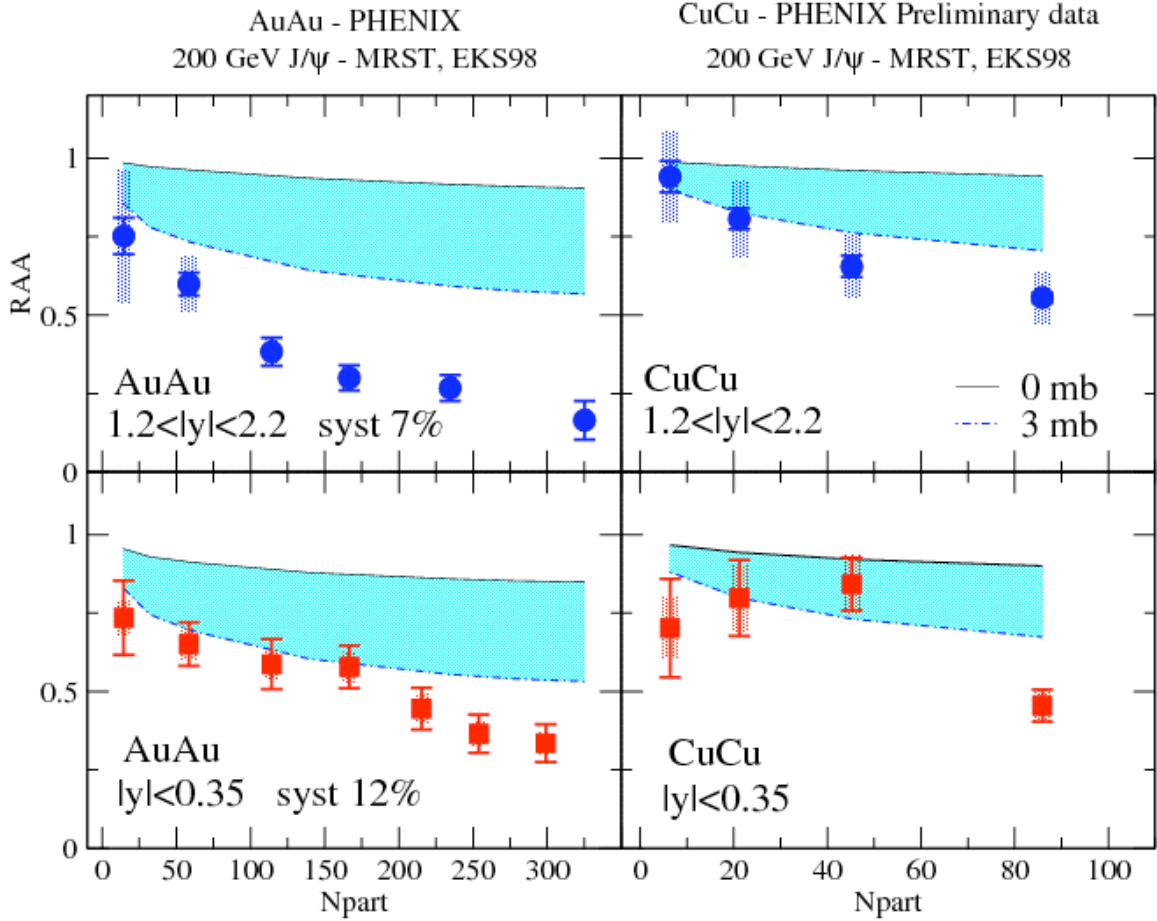 AuAu - PHENIX
200 GeV J/ψ - MRST, EKS98
CuCu - PHENIX Preliminary data
200 GeV J/ψ - MRST, EKS98
RAA
1
0.5
0
AuAu
1.2<|y|<2.2 syst 7%
CuCu
1.2<|y|<2.2
0 mb
3 mb
1
0.5
0
AuAu
|y|<0.35 syst 12%
CuCu
|y|<0.35
0 50 100 150 200 250 300
0 20 40 60 80 100
Npart
Npart